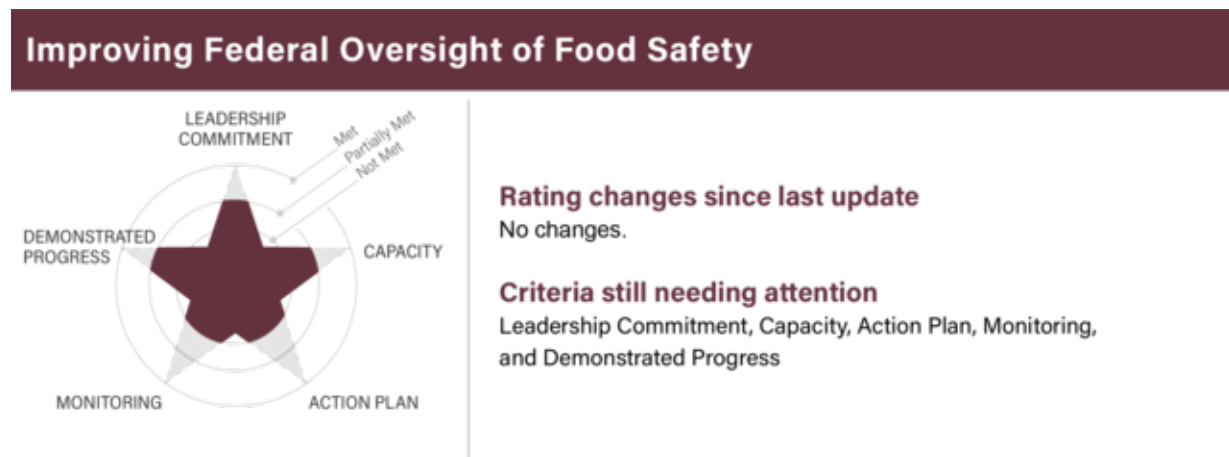 Improving Federal Oversight of Food Safety
LEADERSHIP
COMMITMENT
Met
Partially Met
Not Met
DEMONSTRATED
PROGRESS
CAPACITY
MONITORING
ACTION PLAN
Rating changes since last update
No changes.
Criteria still needing attention
Leadership Commitment, Capacity, Action Plan, Monitoring,
and Demonstrated Progress